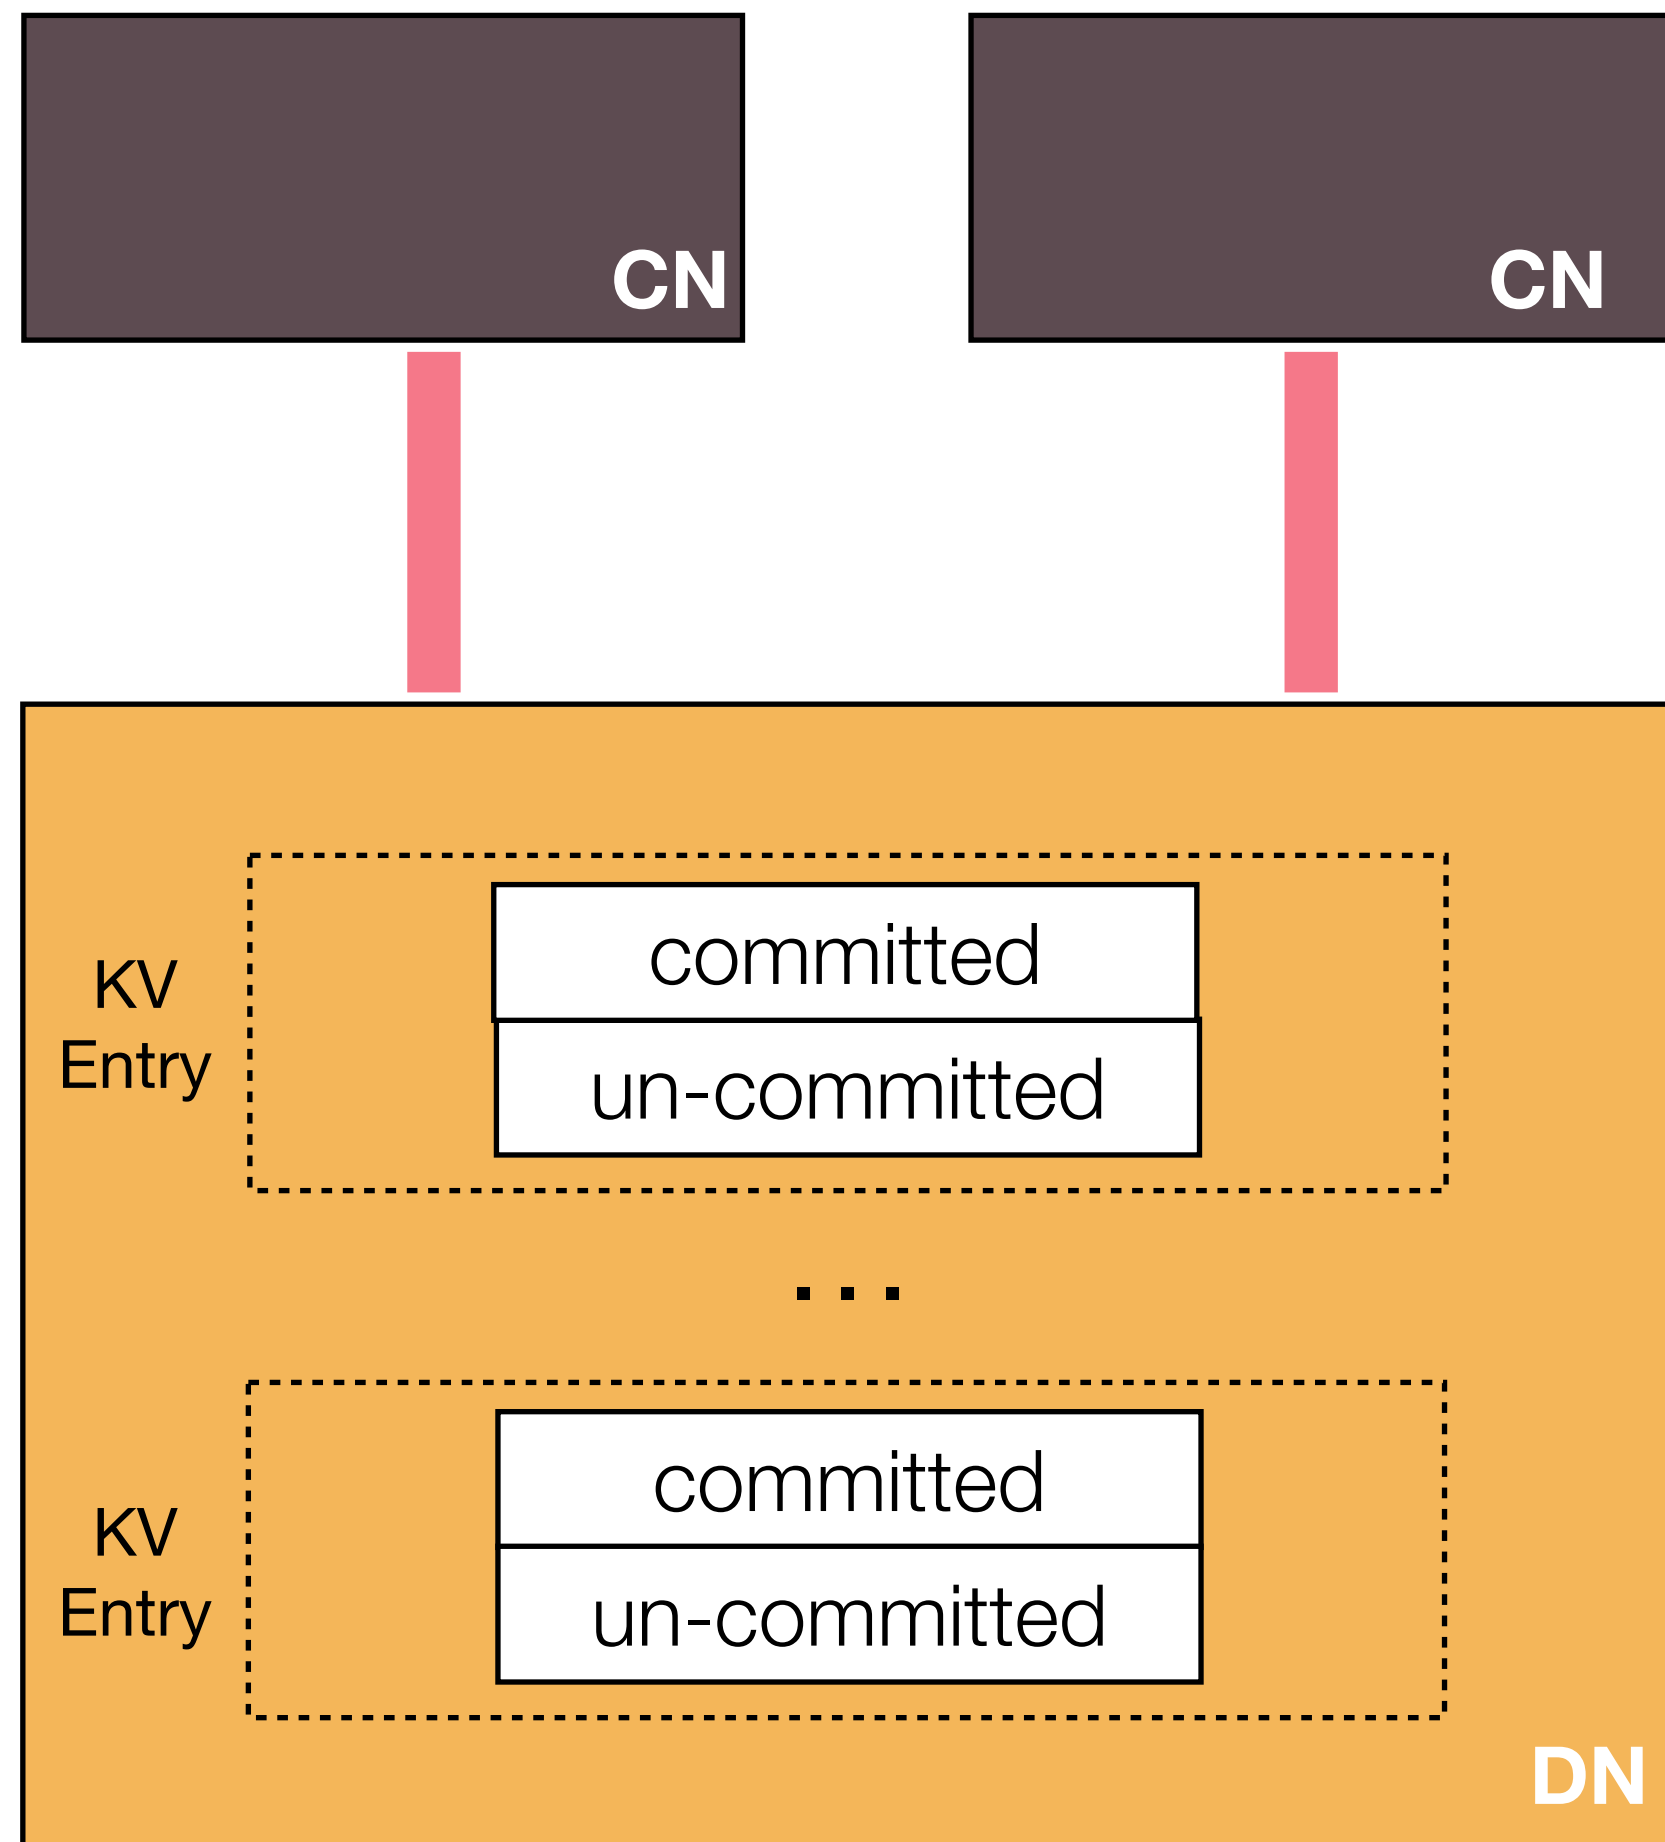 CN
CN
committed
KV
Entry
un-committed
...
committed
KV
Entry
un-committed
DN